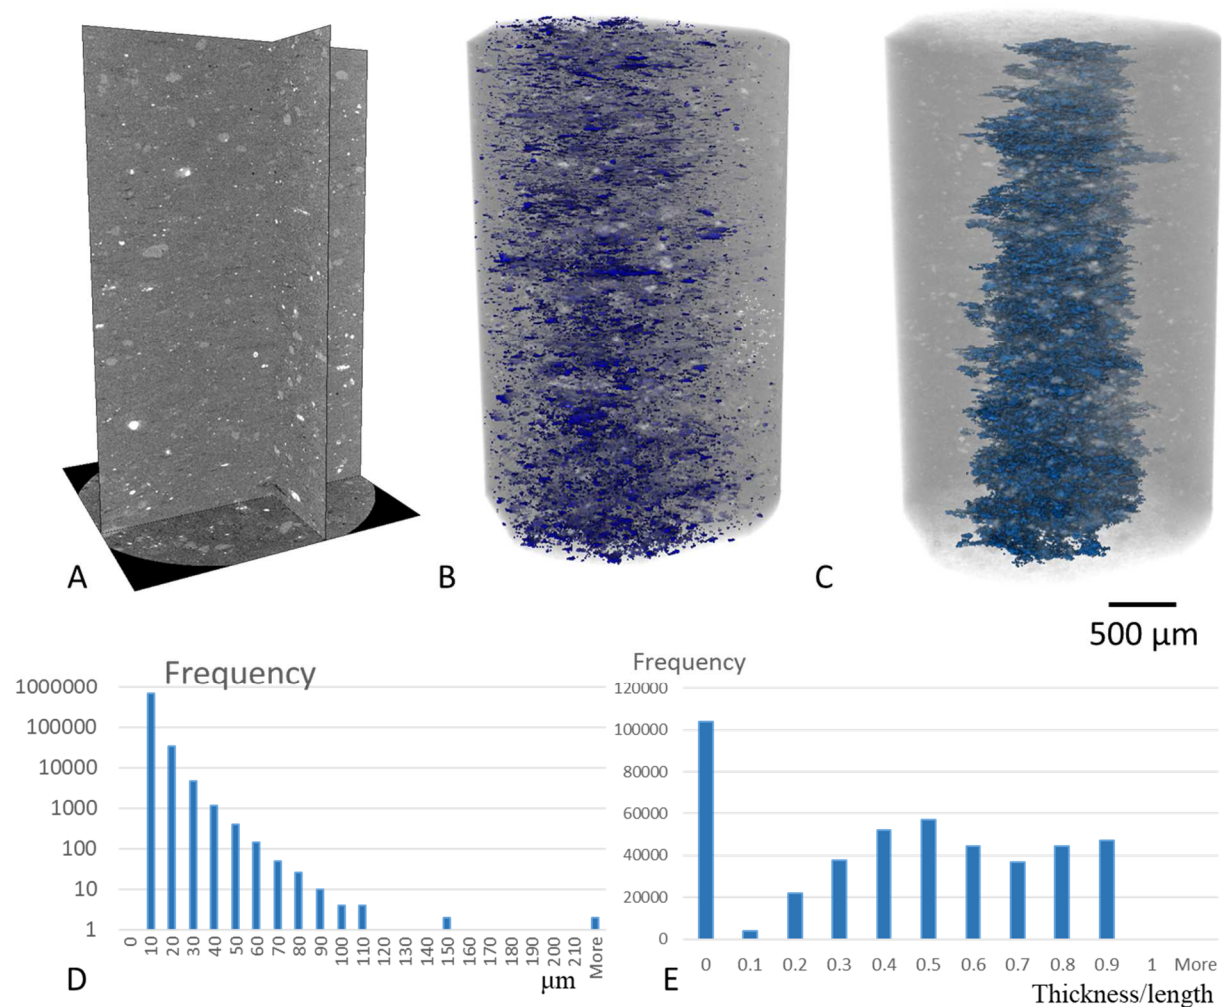 A
B
C
500 µm
Frequency
1000000
100000
10000
1000
100
10
1
0 10 20 30 40 50 60 70 80 90 100 110 120 130 140 150 160 170 180 190 200 210 More
µm
D
Frequency
120000
100000
80000
60000
40000
20000
0
0 0.1 0.2 0.3 0.4 0.5 0.6 0.7 0.8 0.9 1 More
Thickness/length
E